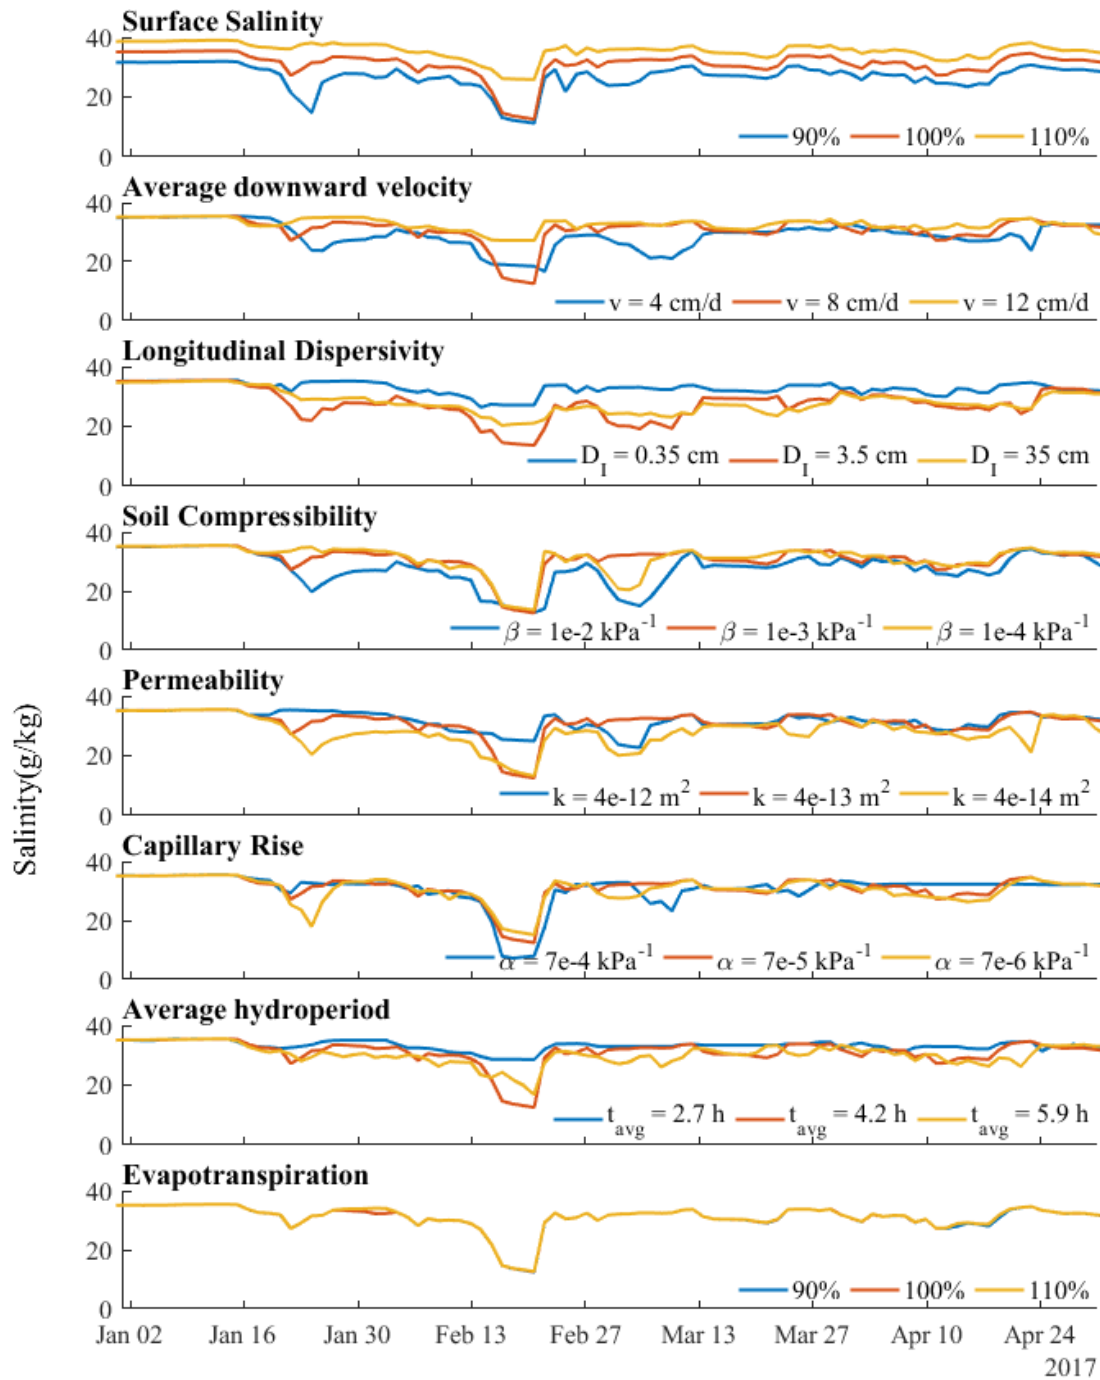 Surface Salinity
40
20
0
90% 100% 110%
Average downward velocity
40
20
0
v = 4 cm/d v = 8 cm/d v = 12 cm/d
Longitudinal Dispersivity
40
20
0
D_I = 0.35 cm D_I = 3.5 cm D_I = 35 cm
Soil Compressibility
40
20
0
β = 1e-2 kPa⁻¹ β = 1e-3 kPa⁻¹ β = 1e-4 kPa⁻¹
Permeability
40
20
0
k = 4e-12 m² k = 4e-13 m² k = 4e-14 m²
Salinity(g/kg)
Capillary Rise
40
20
0
α = 7e-4 kPa⁻¹ α = 7e-5 kPa⁻¹ α = 7e-6 kPa⁻¹
Average hydroperiod
40
20
0
t_avg = 2.7 h t_avg = 4.2 h t_avg = 5.9 h
Evapotranspiration
40
20
0
90% 100% 110%
Jan 02 Jan 16 Jan 30 Feb 13 Feb 27 Mar 13 Mar 27 Apr 10 Apr 24
2017